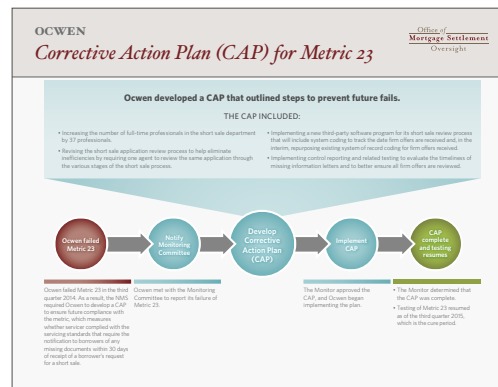 OCWEN
Corrective Action Plan (CAP) for Metric 23
Office of
Mortgage Settlement
Oversight
Ocwen developed a CAP that outlined steps to prevent future fails.
THE CAP INCLUDED:
• Increasing the number of full-time professionals in the short sale department
by 37 professionals.
• Revising the short sale application review process to help eliminate
inefficiencies by requiring one agent to review the same application through
the various stages of the short sale process.
• Implementing a new third-party software program for its short sale review process
that will include system coding to track the date firm offers are received and, in the
interim, repurposing existing system of record coding for firm offers received.
• Implementing control reporting and related testing to evaluate the timeliness of
missing information letters and to better ensure all firm offers are reviewed.
Ocwen failed
Metric 23
Notify
Monitoring
Committee
Develop
Corrective
Action Plan
(CAP)
Implement
CAP
CAP
complete
and testing
resumes
Ocwen failed Metric 23 in the third
quarter 2014. As a result, the NMS
required Ocwen to develop a CAP
to ensure future compliance with
the metric, which measures
whether servicer complied with the
servicing standards that require the
notification to borrowers of any
missing documents within 30 days
of receipt of a borrower's request
for a short sale.
Ocwen met with the Monitoring
Committee to report its failure of
Metric 23.
The Monitor approved the
CAP, and Ocwen began
implementing the plan.
• The Monitor determined that
the CAP was complete.
• Testing of Metric 23 resumed
as of the third quarter 2015,
which is the cure period.